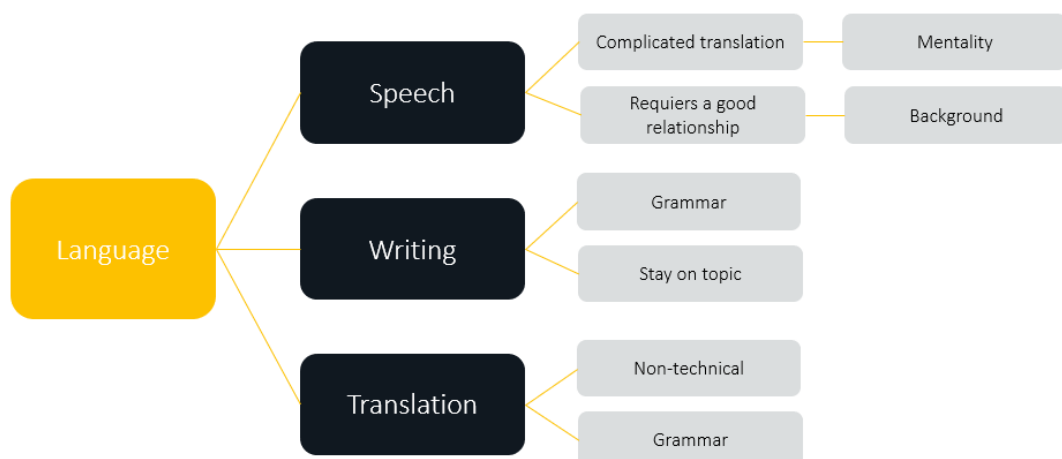 Language
Speech
Complicated translation
Mentality
Requiers a good
relationship
Background
Writing
Grammar
Stay on topic
Translation
Non-technical
Grammar